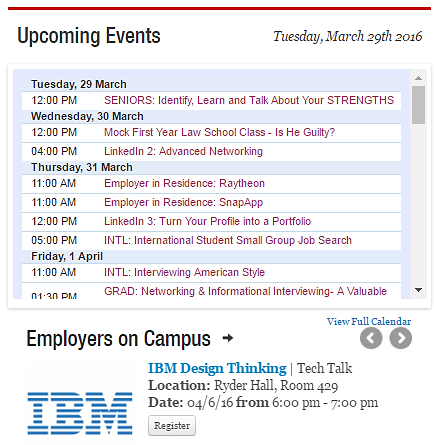 Upcoming Events
Tuesday, March 29th 2016
Tuesday, 29 March
12:00 PM SENIORS: Identify, Learn and Talk About Your STRENGTHS
Wednesday, 30 March
12:00 PM Mock First Year Law School Class - Is He Guilty?
04:00 PM LinkedIn 2: Advanced Networking
Thursday, 31 March
11:00 AM Employer in Residence: Raytheon
11:00 AM Employer in Residence: SnapApp
12:00 PM LinkedIn 3: Turn Your Profile into a Portfolio
05:00 PM INTL: International Student Small Group Job Search
Friday, 1 April
11:00 AM INTL: Interviewing American Style
01:30 PM GRAD: Networking & Informational Interviewing- A Valuable
View Full Calendar
Employers on Campus
IBM
IBM Design Thinking | Tech Talk
Location: Ryder Hall, Room 429
Date: 04/6/16 from 6:00 pm - 7:00 pm
Register